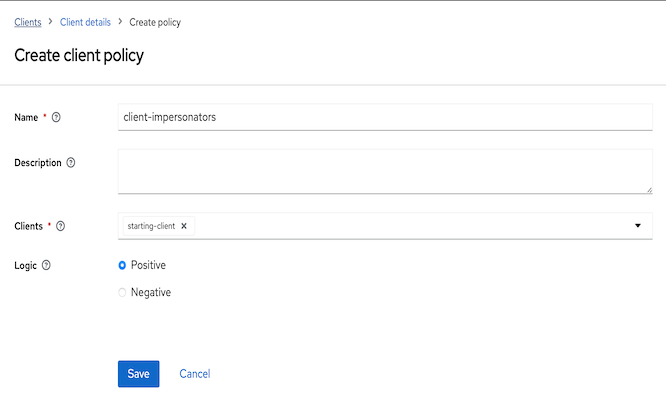 Clients > Client details > Create policy
Create client policy
Name * ?
client-impersonators
Description ?
Clients * ?
starting-client ×
Logic ?
Positive
Negative
Save Cancel